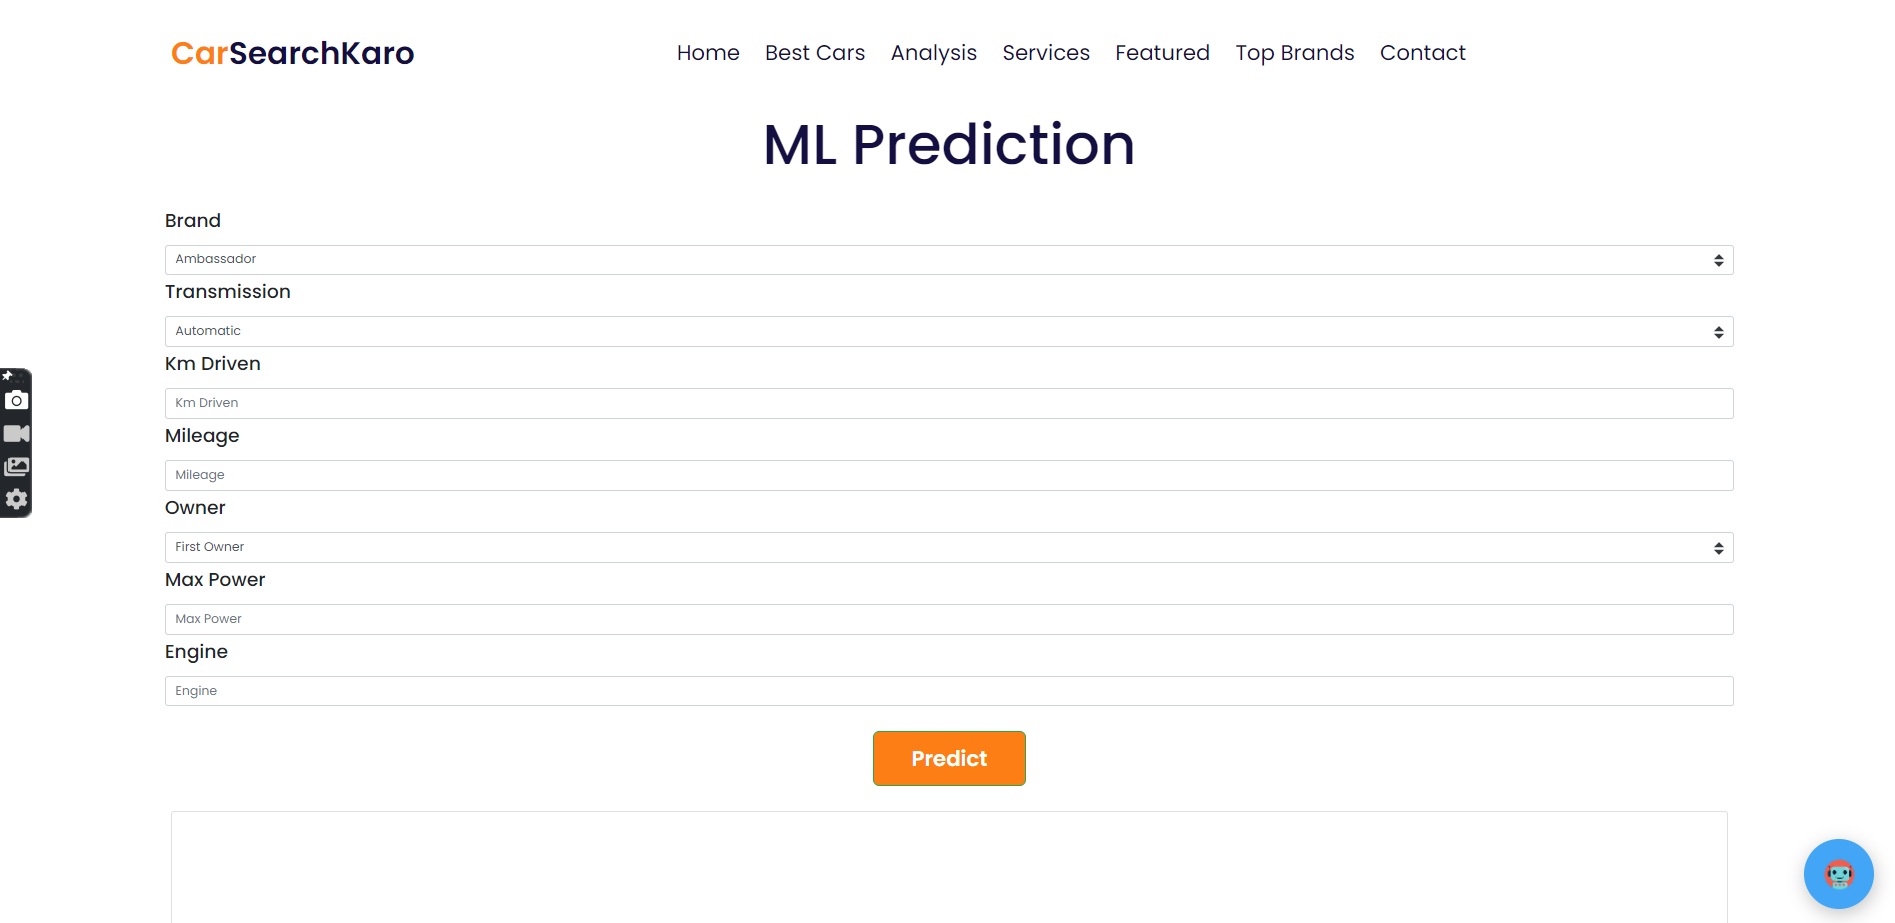 CarSearchKaro
Home Best Cars Analysis Services Featured Top Brands Contact
ML Prediction
Brand
Ambassador
Transmission
Automatic
Km Driven
Km Driven
Mileage
Mileage
Owner
First Owner
Max Power
Max Power
Engine
Engine
Predict